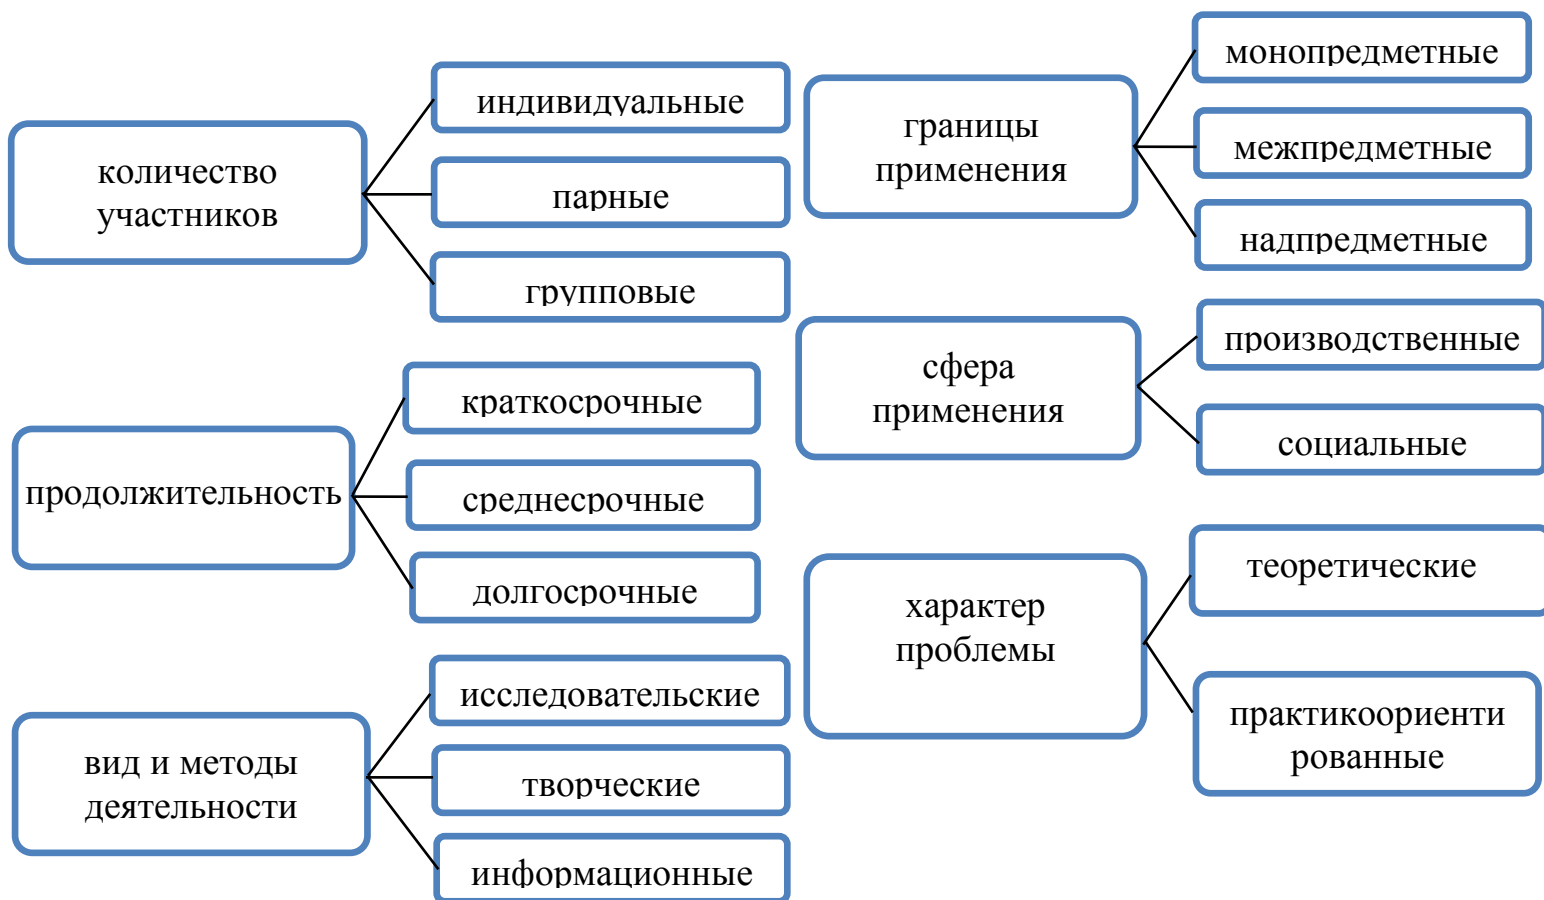 количество
участников
индивидуальные
парные
групповые
продолжительность
краткосрочные
среднесрочные
долгосрочные
вид и методы
деятельности
исследовательские
творческие
информационные
границы
применения
монопредметные
межпредметные
надпредметные
сфера
применения
производственные
социальные
характер
проблемы
теоретические
практикоориенти
рованные